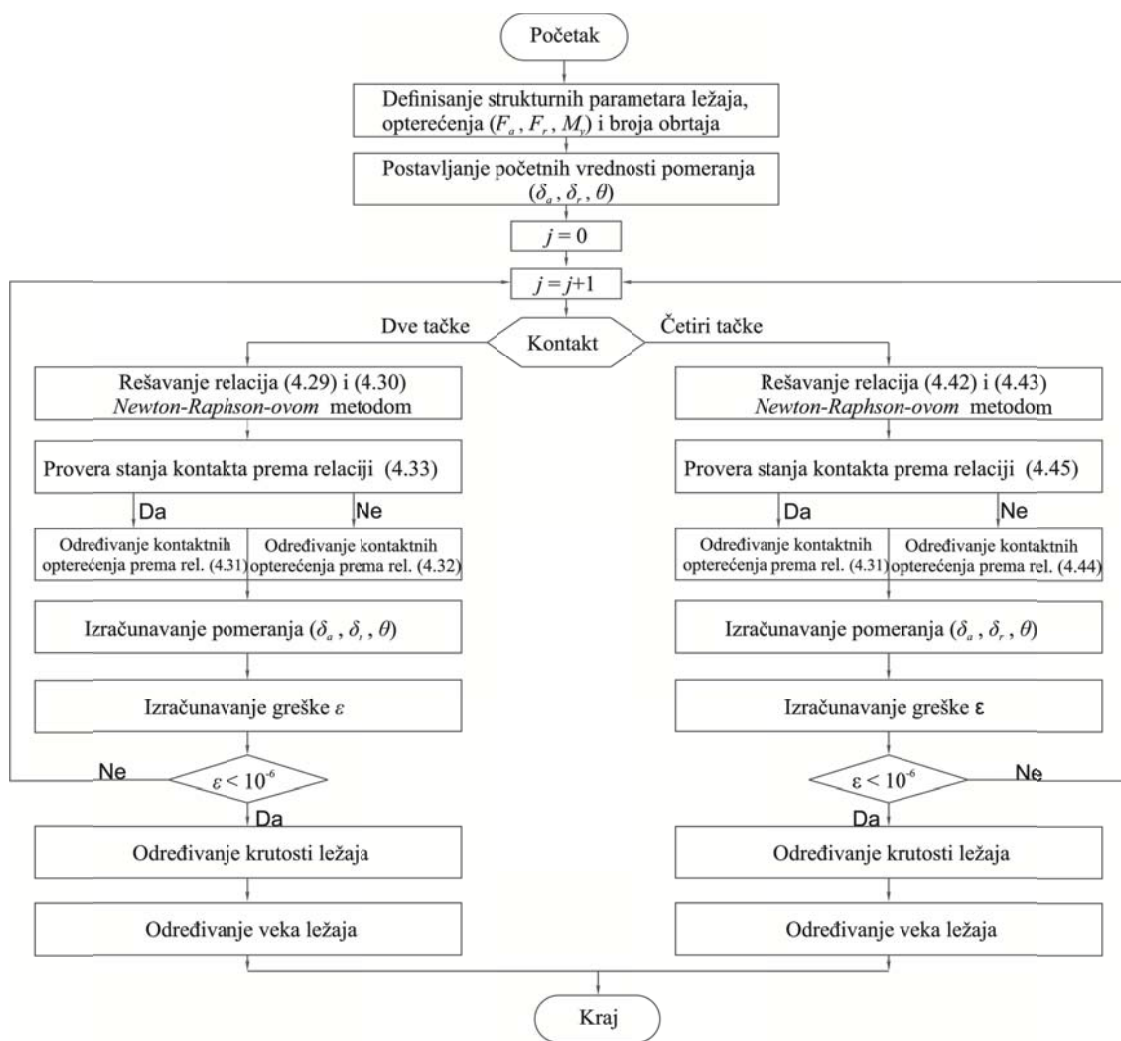 Početak
Definisanje strukturnih parametara ležaja,
opterećenja (Fa , Fr , My) i broja obrtaja
Postavljanje početnih vrednosti pomeranja
(δa , δr , θ)
j = 0
j = j+1
Dve tačke
Četiri tačke
Kontakt
Rešavanje relacija (4.29) i (4.30)
Newton-Raphson-ovom metodom
Provera stanja kontakta prema relaciji (4.33)
Da
Ne
Određivanje kontaktnih
opterećenja prema rel. (4.31)
Određivanje kontaktnih
opterećenja prema rel. (4.32)
Izračunavanje pomeranja (δa , δr , θ)
Izračunavanje greške ε
Ne
ε < 10⁻⁶
Da
Određivanje krutosti ležaja
Određivanje veka ležaja
Rešavanje relacija (4.42) i (4.43)
Newton-Raphson-ovom metodom
Provera stanja kontakta prema relaciji (4.45)
Da
Ne
Određivanje kontaktnih
opterećenja prema rel. (4.31)
Određivanje kontaktnih
opterećenja prema rel. (4.44)
Izračunavanje pomeranja (δa , δr , θ)
Izračunavanje greške ε
ε < 10⁻⁶
Ne
Da
Određivanje krutosti ležaja
Određivanje veka ležaja
Kraj